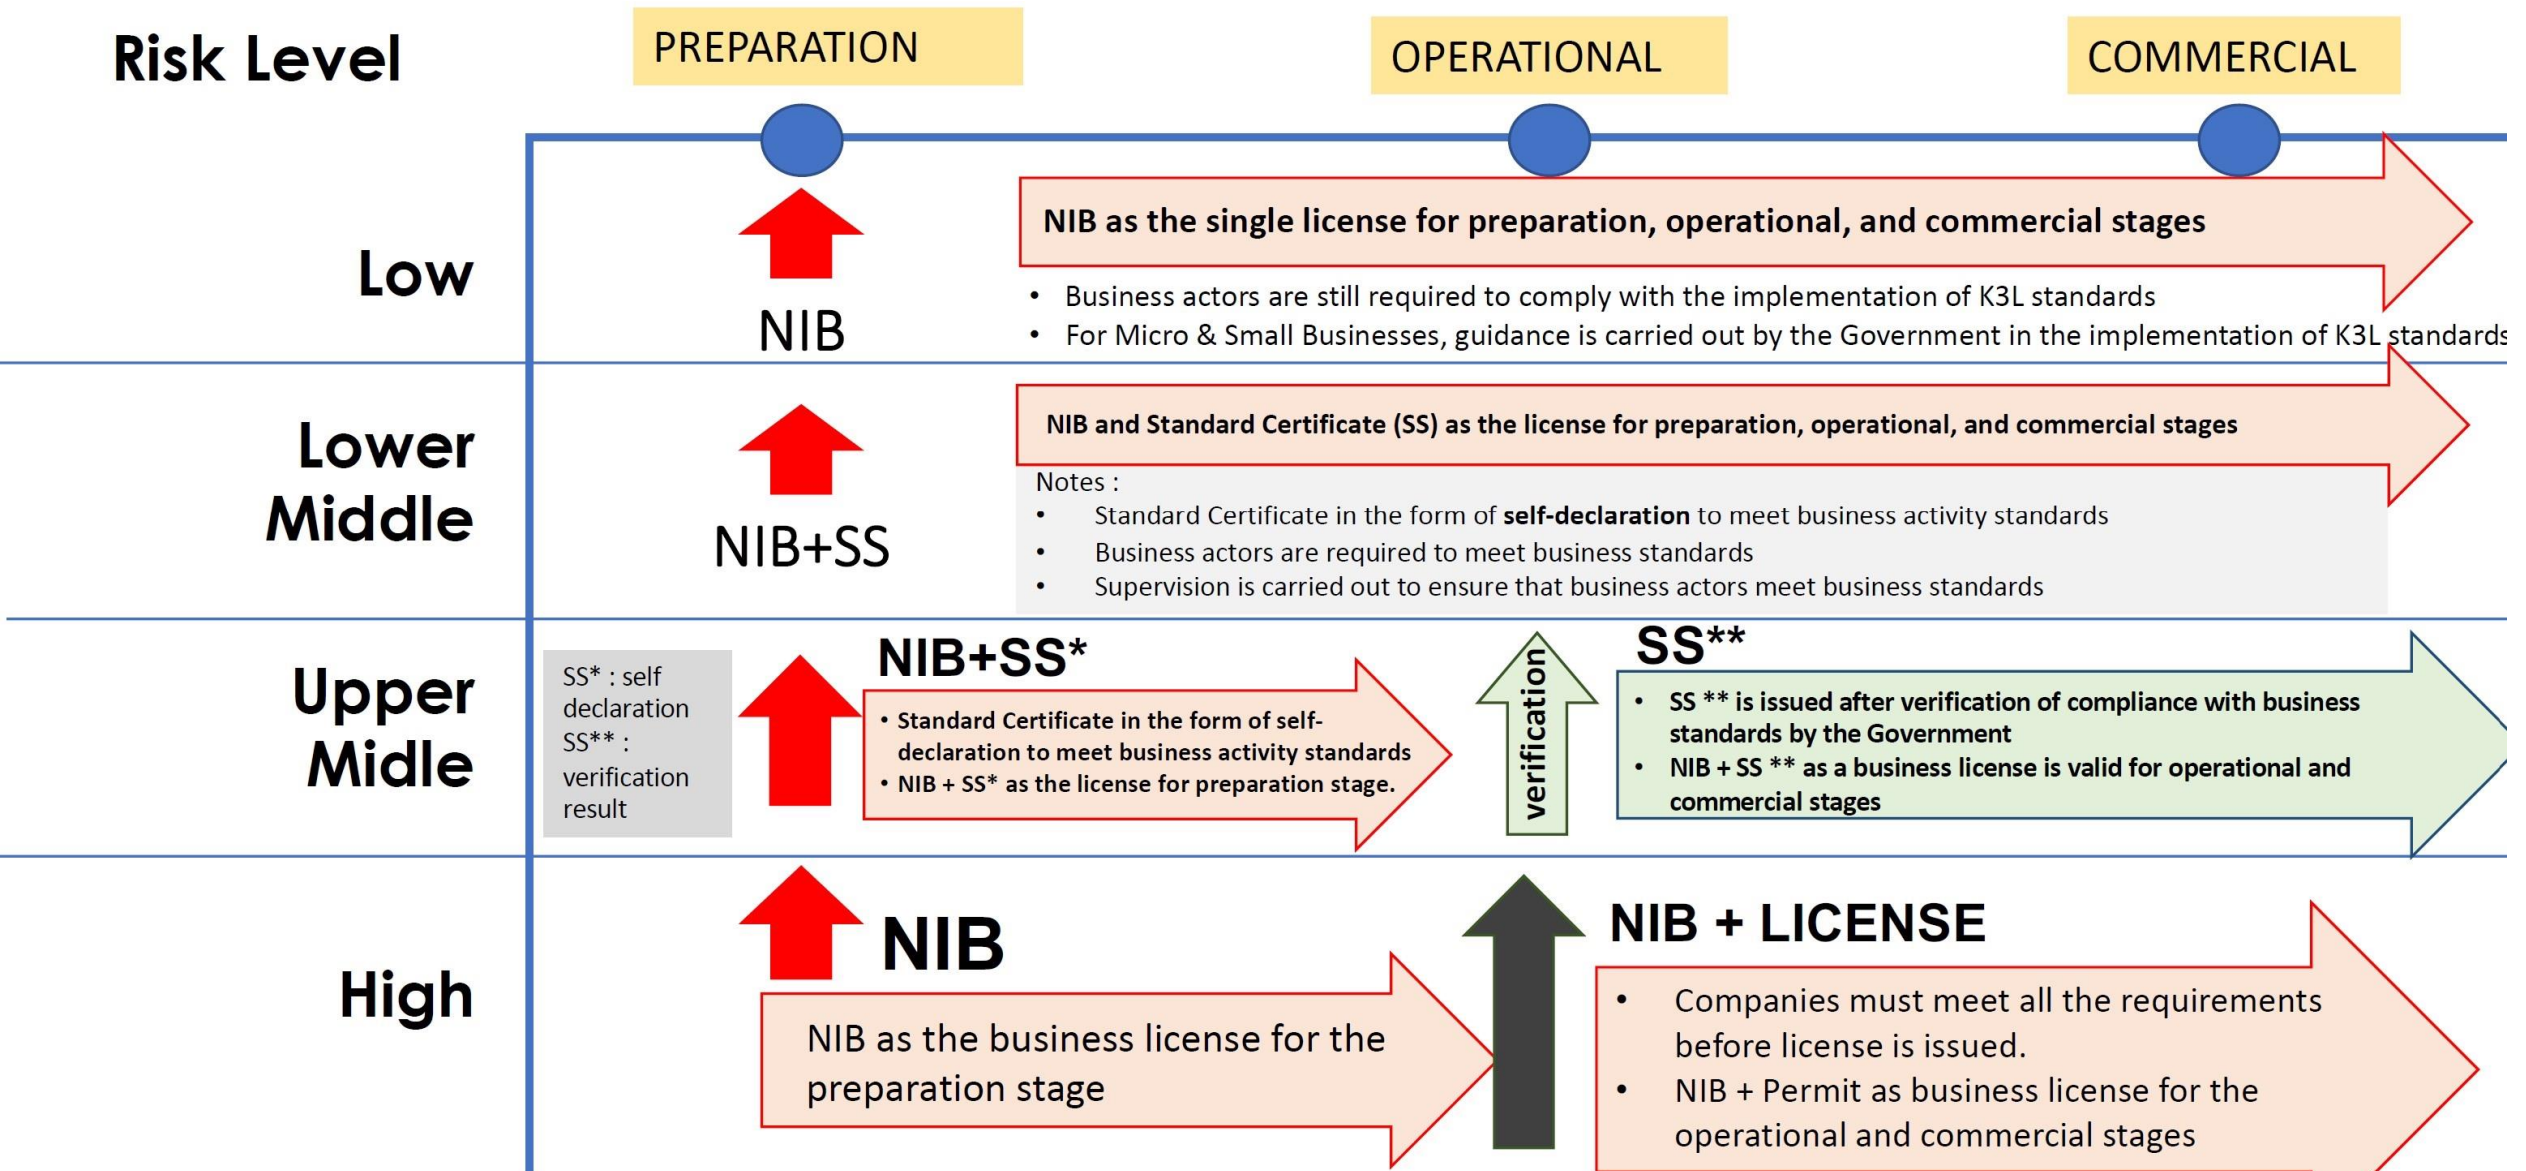 Risk Level
PREPARATION
OPERATIONAL
COMMERCIAL
Low
NIB
NIB as the single license for preparation, operational, and commercial stages
• Business actors are still required to comply with the implementation of K3L standards
• For Micro & Small Businesses, guidance is carried out by the Government in the implementation of K3L standards
Lower
Middle
NIB+SS
NIB and Standard Certificate (SS) as the license for preparation, operational, and commercial stages
Notes :
• Standard Certificate in the form of self-declaration to meet business activity standards
• Business actors are required to meet business standards
• Supervision is carried out to ensure that business actors meet business standards
Upper
Midle
SS* : self
declaration
SS** :
verification
result
NIB+SS*
• Standard Certificate in the form of self-
declaration to meet business activity standards
• NIB + SS* as the license for preparation stage.
verification
SS**
• SS ** is issued after verification of compliance with business
standards by the Government
• NIB + SS ** as a business license is valid for operational and
commercial stages
High
NIB
NIB as the business license for the
preparation stage
NIB + LICENSE
• Companies must meet all the requirements
before license is issued.
• NIB + Permit as business license for the
operational and commercial stages